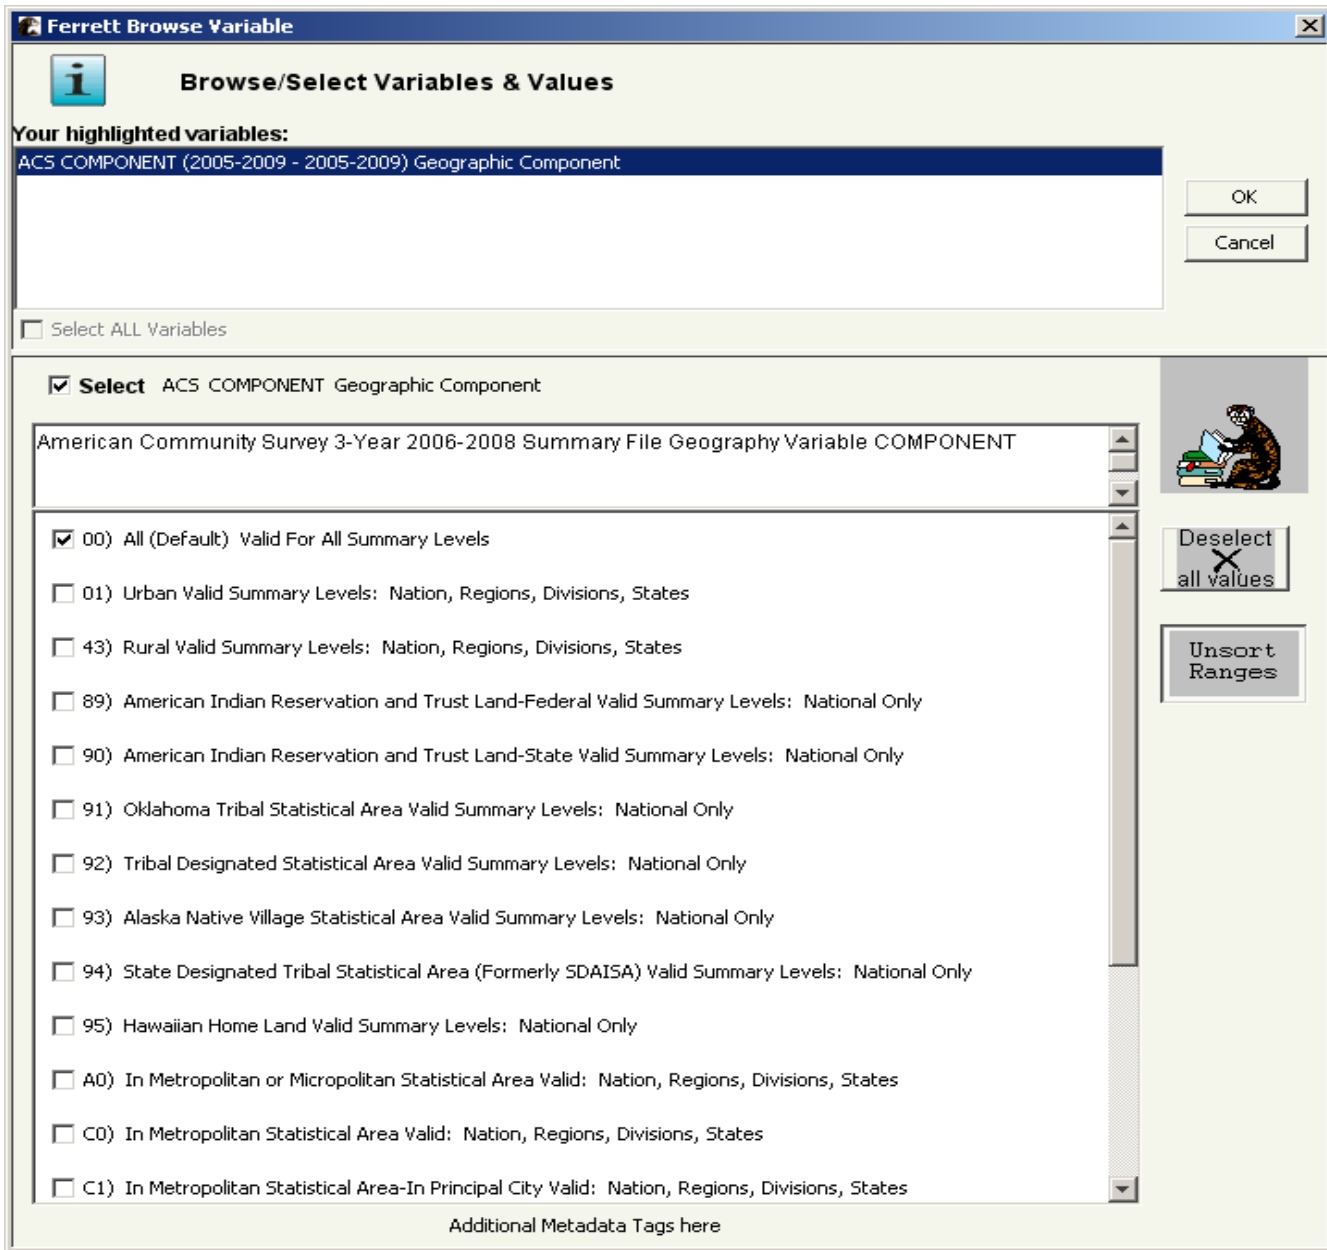 Ferrett Browse Variable
i
Browse/Select Variables & Values
Your highlighted variables:
ACS COMPONENT (2005-2009 - 2005-2009) Geographic Component
OK
Cancel
Select ALL Variables
Select ACS COMPONENT Geographic Component
American Community Survey 3-Year 2006-2008 Summary File Geography Variable COMPONENT
00) All (Default) Valid For All Summary Levels
Deselect
all values
01) Urban Valid Summary Levels: Nation, Regions, Divisions, States
43) Rural Valid Summary Levels: Nation, Regions, Divisions, States
Unsort
Ranges
89) American Indian Reservation and Trust Land-Federal Valid Summary Levels: National Only
90) American Indian Reservation and Trust Land-State Valid Summary Levels: National Only
91) Oklahoma Tribal Statistical Area Valid Summary Levels: National Only
92) Tribal Designated Statistical Area Valid Summary Levels: National Only
93) Alaska Native Village Statistical Area Valid Summary Levels: National Only
94) State Designated Tribal Statistical Area (Formerly SDAISA) Valid Summary Levels: National Only
95) Hawaiian Home Land Valid Summary Levels: National Only
A0) In Metropolitan or Micropolitan Statistical Area Valid: Nation, Regions, Divisions, States
C0) In Metropolitan Statistical Area Valid: Nation, Regions, Divisions, States
C1) In Metropolitan Statistical Area-In Principal City Valid: Nation, Regions, Divisions, States
Additional Metadata Tags here